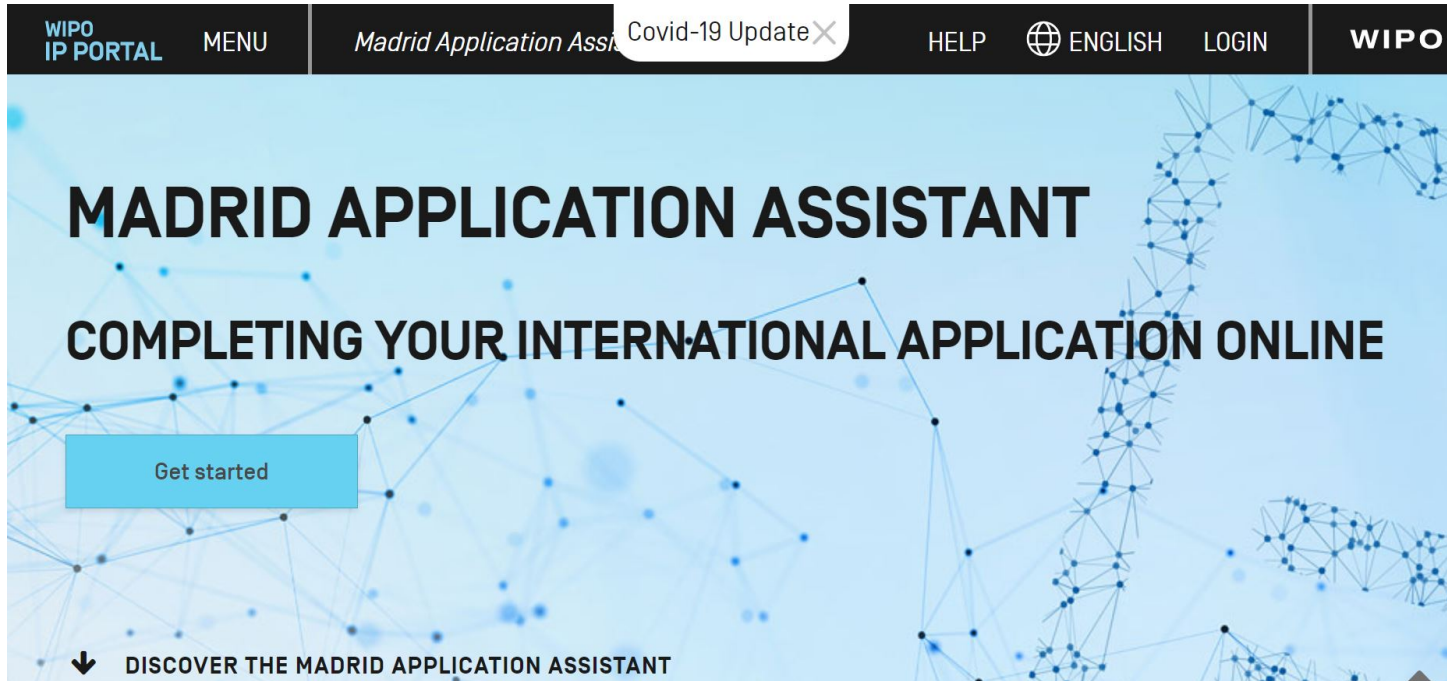 WIPO
IP PORTAL
MENU
Madrid Application Assis
Covid-19 Update
HELP
ENGLISH
LOGIN
WIPO
MADRID APPLICATION ASSISTANT
COMPLETING YOUR INTERNATIONAL APPLICATION ONLINE
Get started
DISCOVER THE MADRID APPLICATION ASSISTANT